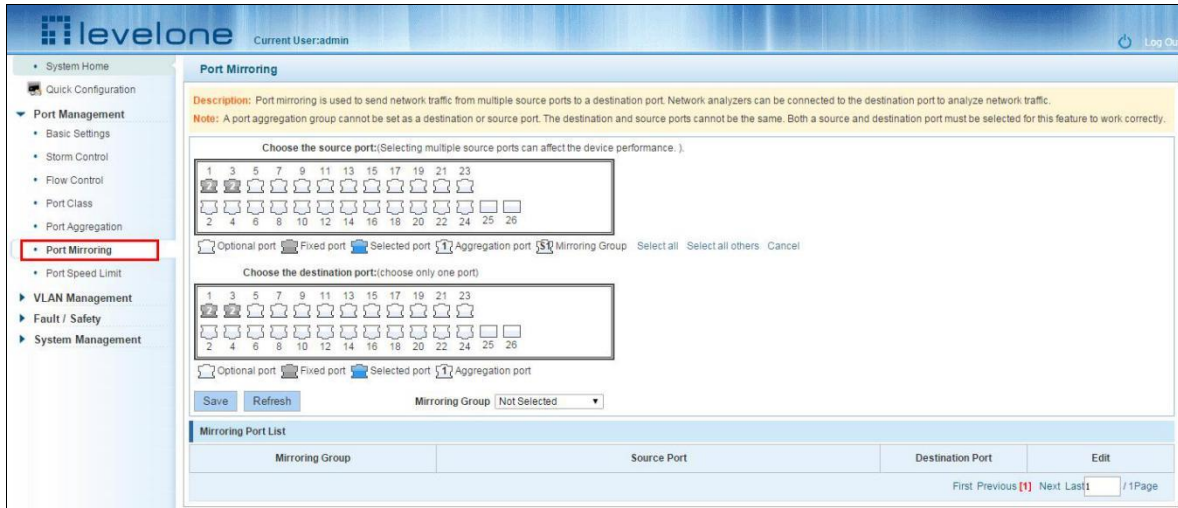 levelone
Current User:admin
Log Ou
System Home
Quick Configuration
Port Management
Basic Settings
Storm Control
Flow Control
Port Class
Port Aggregation
Port Mirroring
Port Speed Limit
VLAN Management
Fault / Safety
System Management
Port Mirroring
Description: Port mirroring is used to send network traffic from multiple source ports to a destination port. Network analyzers can be connected to the destination port to analyze network traffic.
Note: A port aggregation group cannot be set as a destination or source port. The destination and source ports cannot be the same. Both a source and destination port must be selected for this feature to work correctly.
Choose the source port:(Selecting multiple source ports can affect the device performance. ).
1 3 5 7 9 11 13 15 17 19 21 23
2 2
2 4 6 8 10 12 14 16 18 20 22 24 25 26
Optional port Fixed port Selected port 1 Aggregation port S1 Mirroring Group Select all Select all others Cancel
Choose the destination port:(choose only one port)
1 3 5 7 9 11 13 15 17 19 21 23
2 2
2 4 6 8 10 12 14 16 18 20 22 24 25 26
Optional port Fixed port Selected port 1 Aggregation port
Save Refresh Mirroring Group Not Selected
Mirroring Port List
Mirroring Group Source Port Destination Port Edit
First Previous [1] Next Last 1 / 1Page